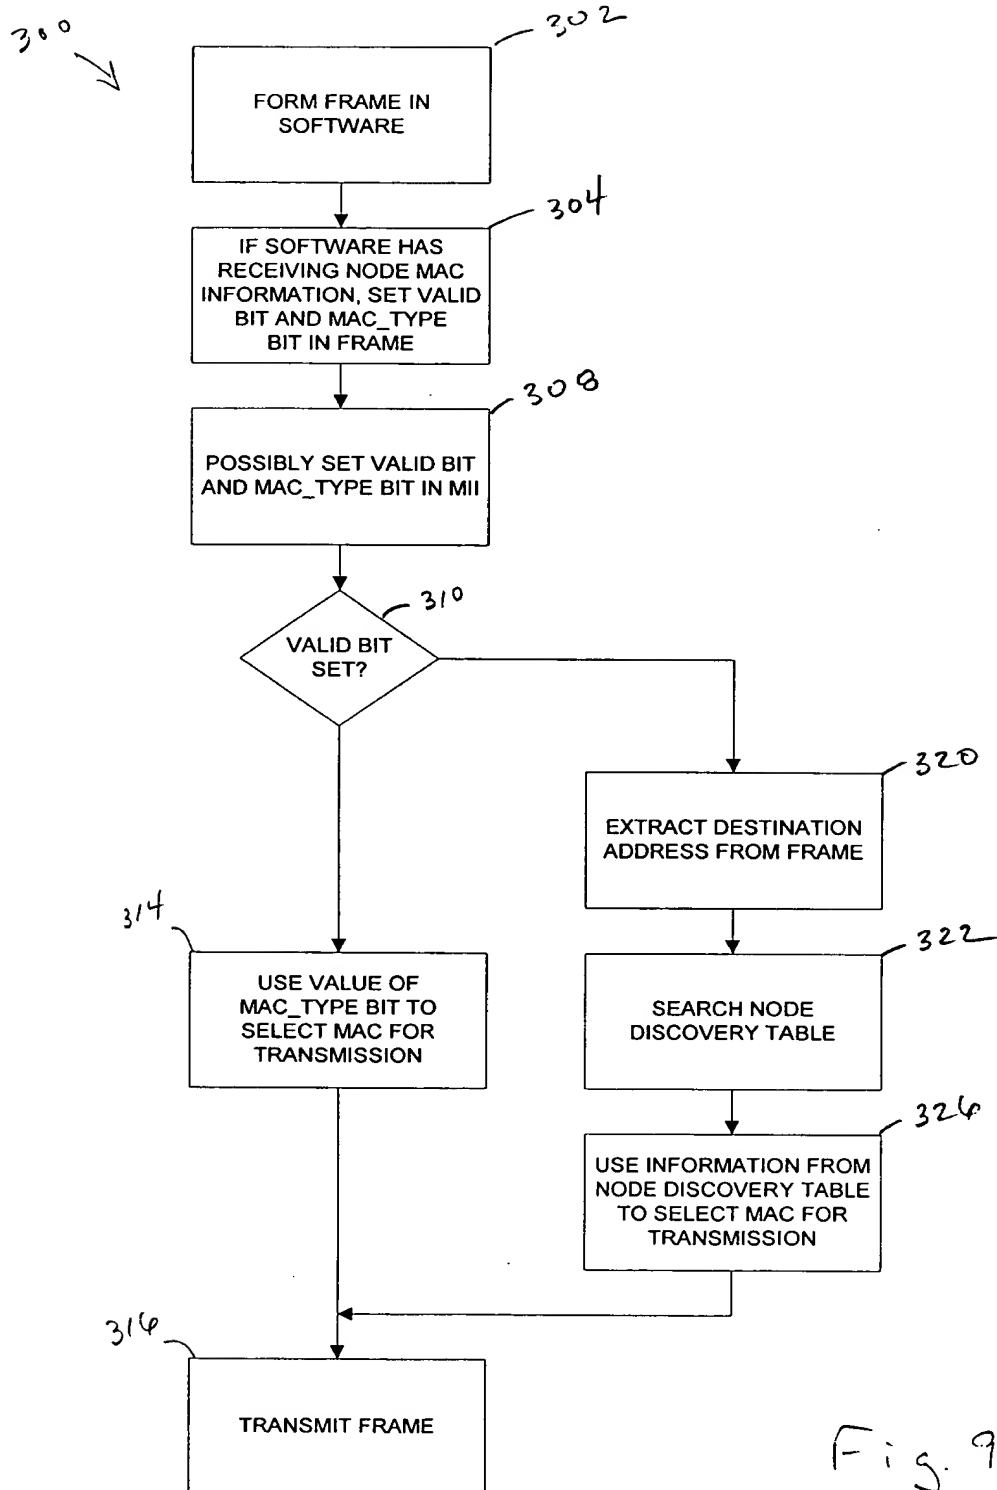 300
302
FORM FRAME IN
SOFTWARE
304
IF SOFTWARE HAS
RECEIVING NODE MAC
INFORMATION, SET VALID
BIT AND MAC_TYPE
BIT IN FRAME
308
POSSIBLY SET VALID BIT
AND MAC_TYPE BIT IN MII
310
VALID BIT
SET?
320
EXTRACT DESTINATION
ADDRESS FROM FRAME
314
USE VALUE OF
MAC_TYPE BIT TO
SELECT MAC FOR
TRANSMISSION
322
SEARCH NODE
DISCOVERY TABLE
326
USE INFORMATION FROM
NODE DISCOVERY TABLE
TO SELECT MAC FOR
TRANSMISSION
316
TRANSMIT FRAME
Fig. 9